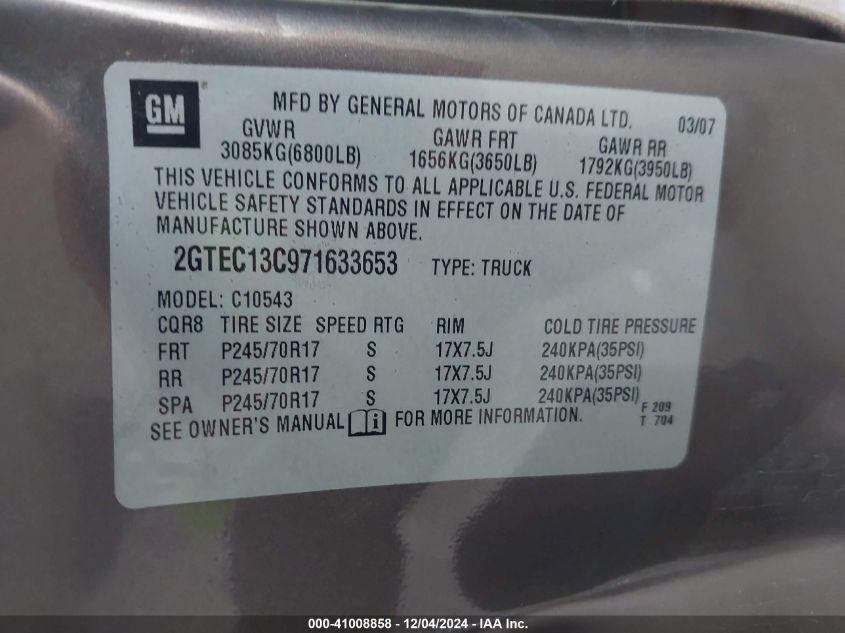 GM
MFD BY GENERAL MOTORS OF CANADA LTD. 03/07
GVWR GAWR FRT GAWR RR
3085KG(6800LB) 1656KG(3650LB) 1792KG(3950LB)
THIS VEHICLE CONFORMS TO ALL APPLICABLE U.S. FEDERAL MOTOR
VEHICLE SAFETY STANDARDS IN EFFECT ON THE DATE OF
MANUFACTURE SHOWN ABOVE.
2GTEC13C971633653 TYPE: TRUCK
MODEL: C10543
CQR8 TIRE SIZE SPEED RTG RIM COLD TIRE PRESSURE
FRT P245/70R17 S 17X7.5J 240KPA(35PSI)
RR P245/70R17 S 17X7.5J 240KPA(35PSI)
SPA P245/70R17 S 17X7.5J 240KPA(35PSI)
SEE OWNER'S MANUAL i FOR MORE INFORMATION.
F 209
T 704
000-41008858 - 12/04/2024 - IAA Inc.